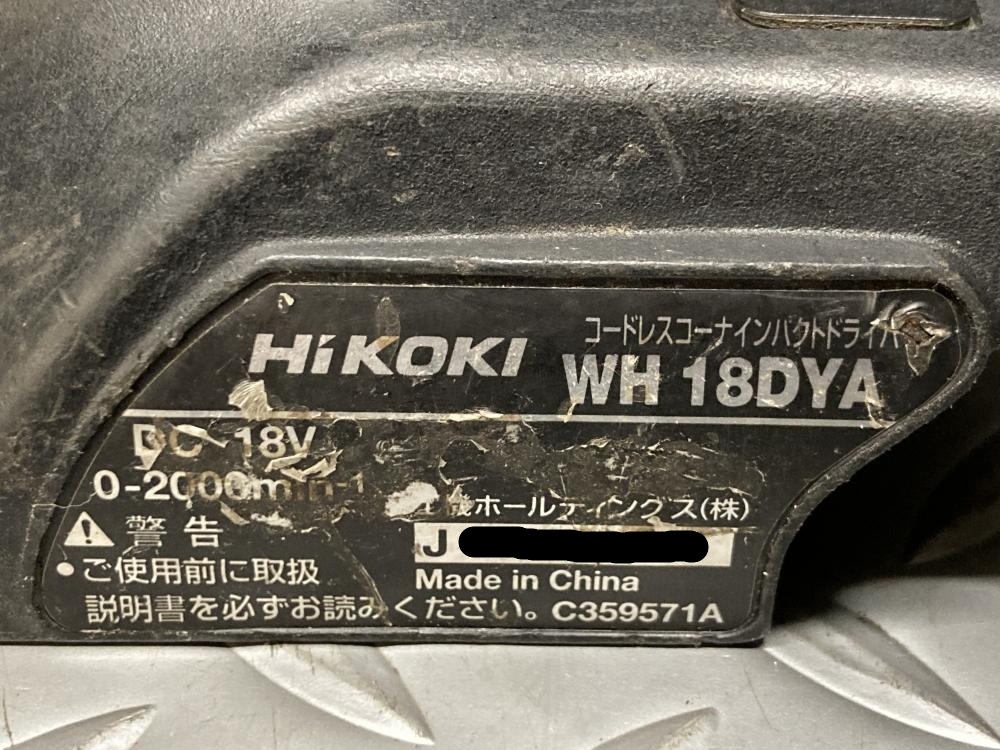 コードレスコーナインパクトドライバ
HiKOKI
WH 18DYA
DC 18V
0-2000min-1
機ホールディングス(株)
警告
J
•ご使用前に取扱
説明書を必ずお読みください。
Made in China
C359571A